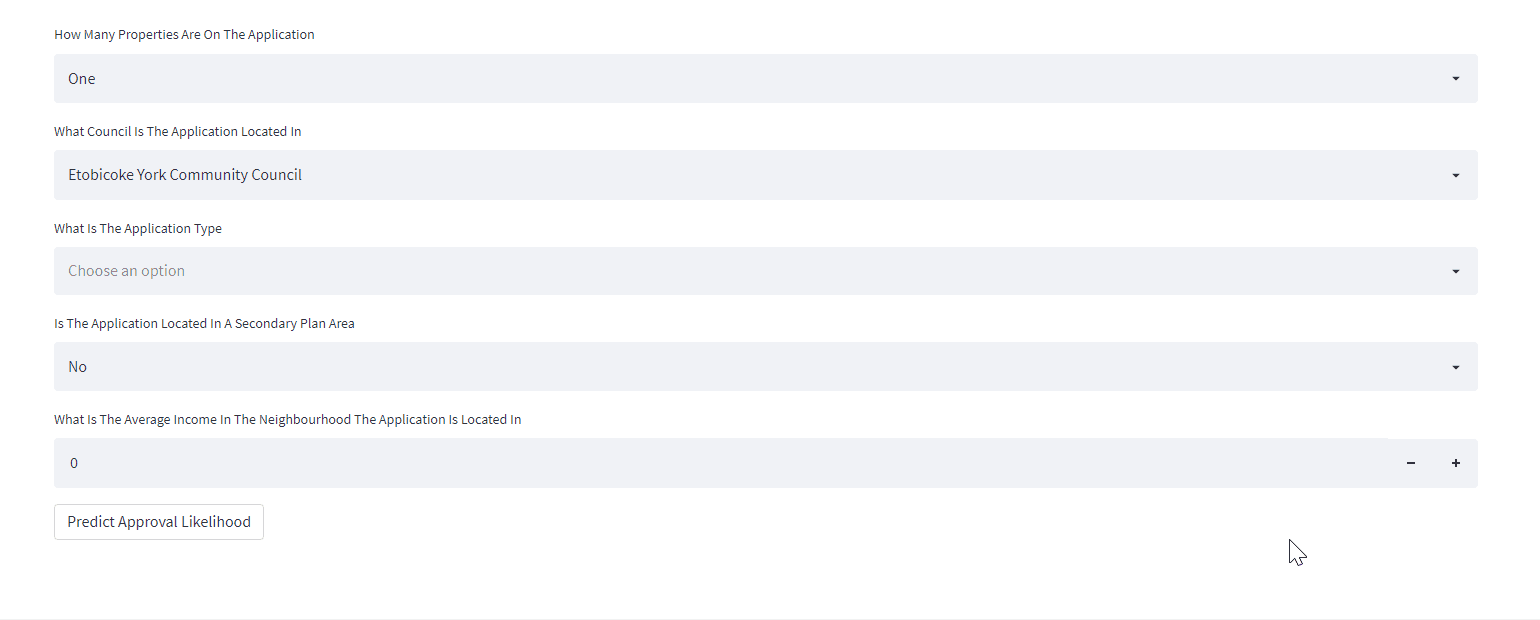 How Many Properties Are On The Application
One
What Council Is The Application Located In
Etobicoke York Community Council
What Is The Application Type
Choose an option
Is The Application Located In A Secondary Plan Area
No
What Is The Average Income In The Neighbourhood The Application Is Located In
0
Predict Approval Likelihood